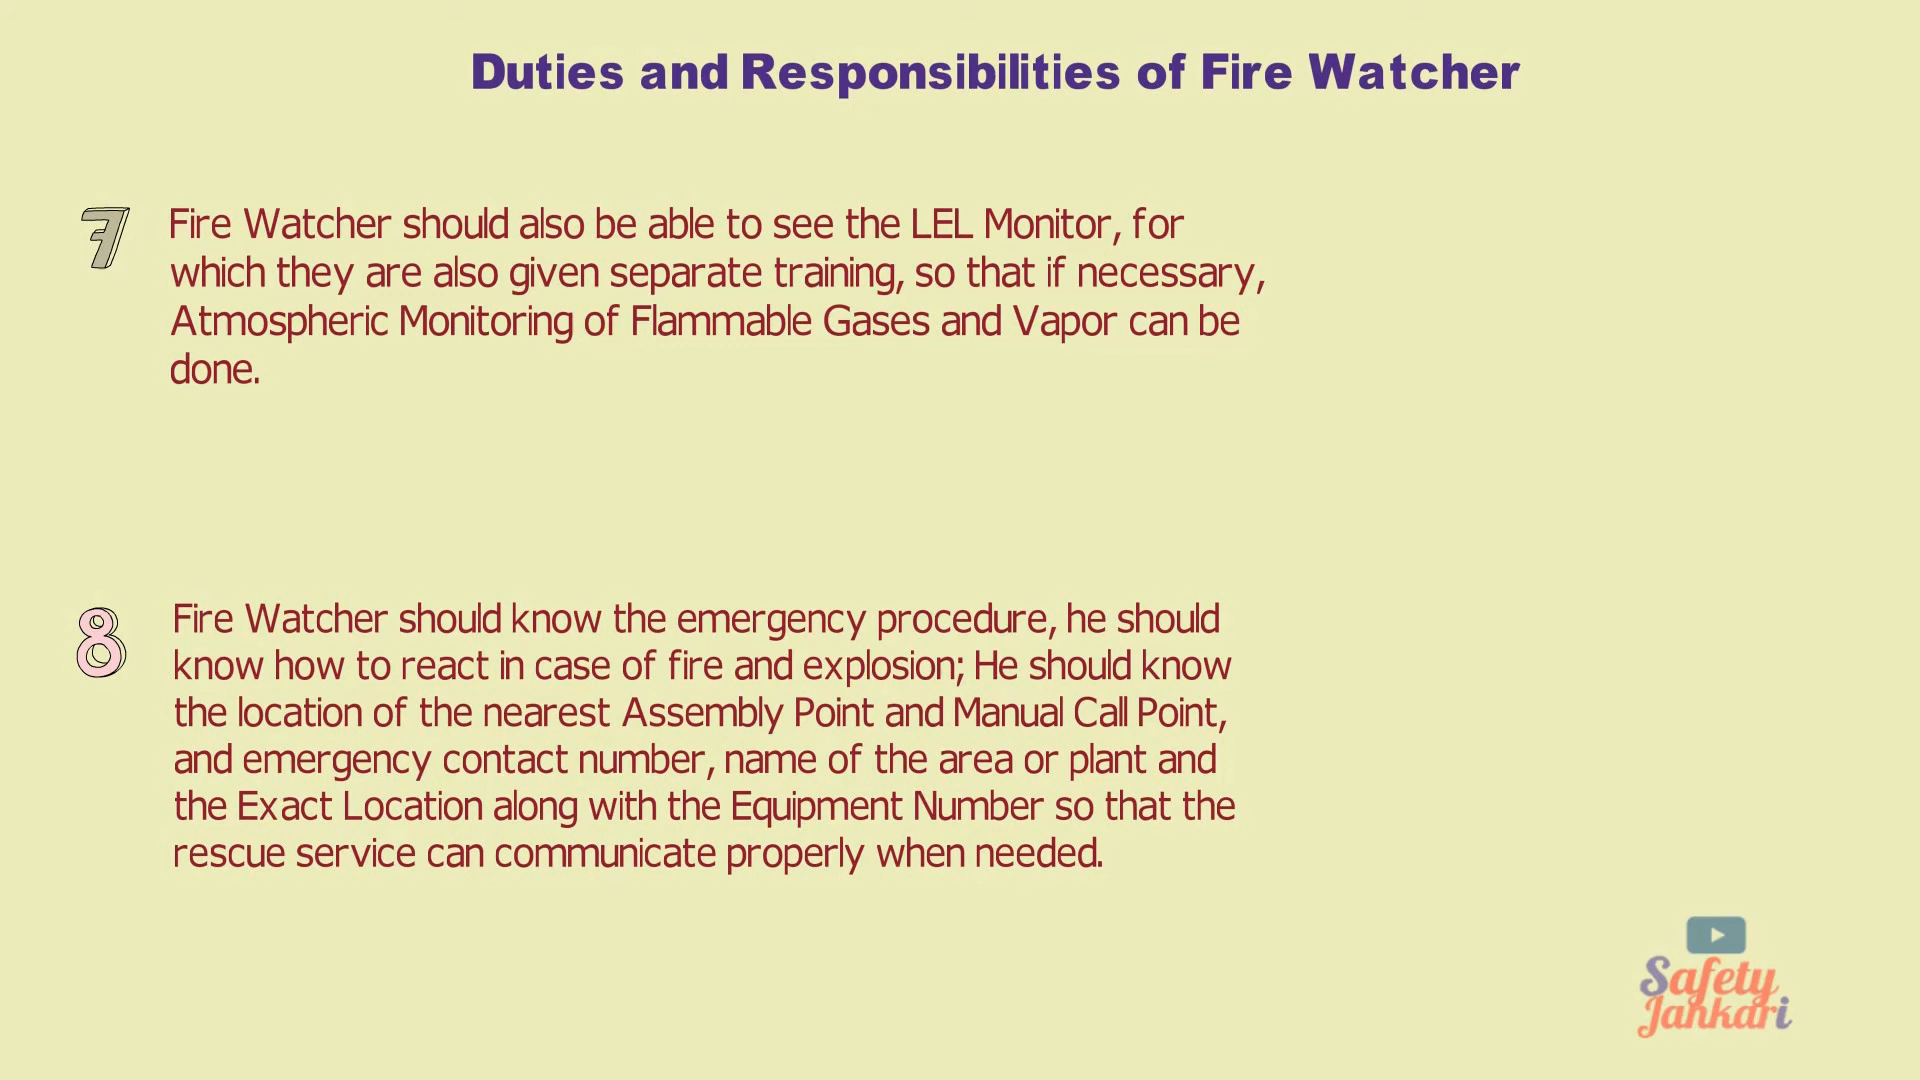 Duties and Responsibilities of Fire Watcher
7
Fire Watcher should also be able to see the LEL Monitor, for
which they are also given separate training, so that if necessary,
Atmospheric Monitoring of Flammable Gases and Vapor can be
done.
8
Fire Watcher should know the emergency procedure, he should
know how to react in case of fire and explosion; He should know
the location of the nearest Assembly Point and Manual Call Point,
and emergency contact number, name of the area or plant and
the Exact Location along with the Equipment Number so that the
rescue service can communicate properly when needed.
Safety
Jankari